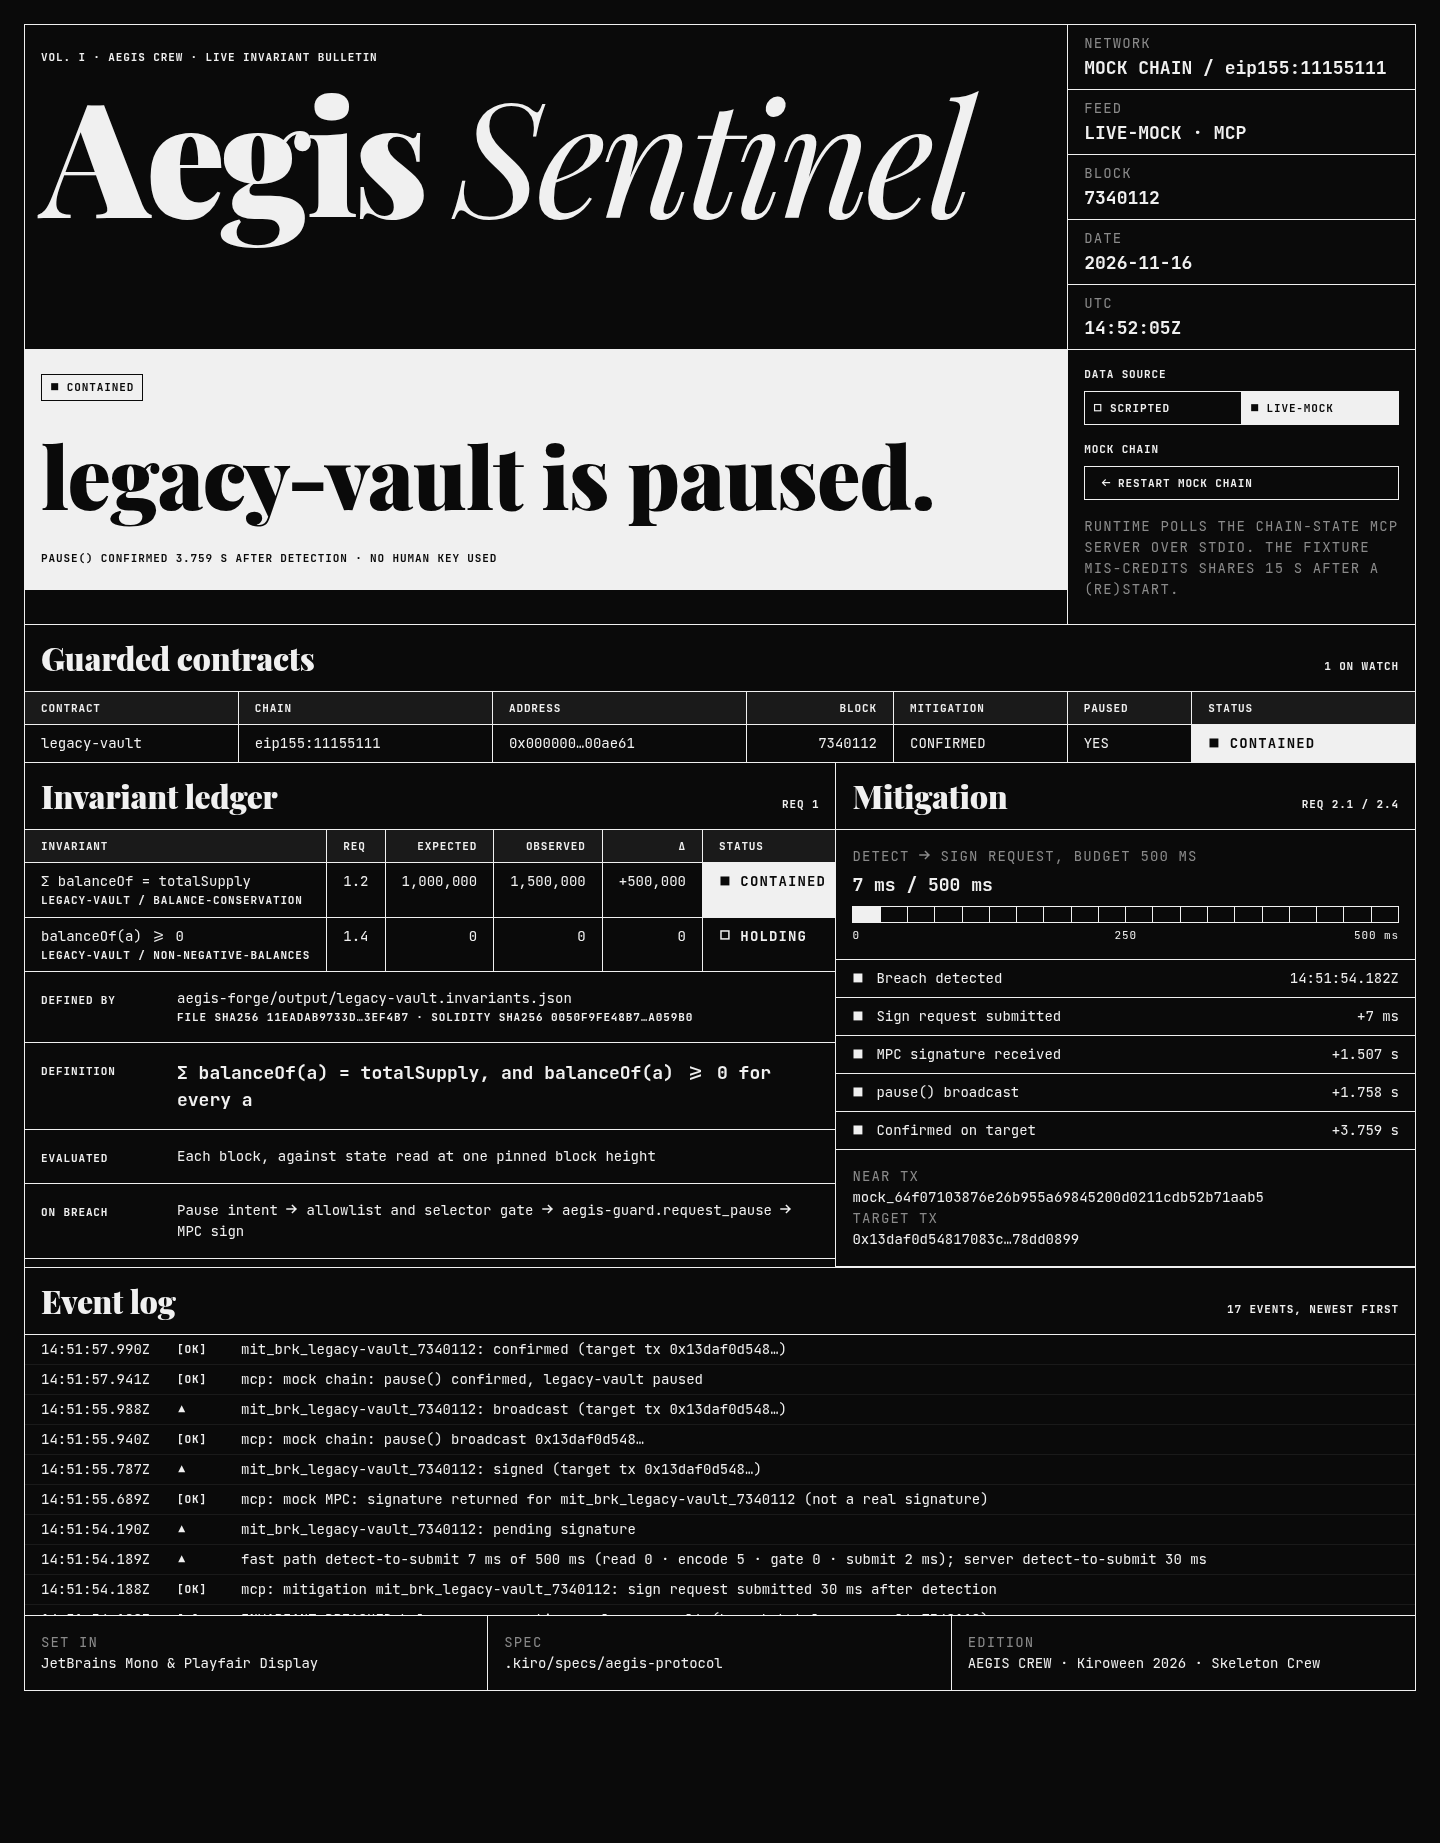 VOL. I · AEGIS CREW · LIVE INVARIANT BULLETIN
Aegis Sentinel
NETWORK
MOCK CHAIN / eip155:11155111
FEED
LIVE-MOCK · MCP
BLOCK
7340112
DATE
2026-11-16
UTC
14:52:05Z
■ CONTAINED
legacy-vault is paused.
PAUSE() CONFIRMED 3.759 S AFTER DETECTION · NO HUMAN KEY USED
DATA SOURCE
□ SCRIPTED ■ LIVE-MOCK
MOCK CHAIN
← RESTART MOCK CHAIN
RUNTIME POLLS THE CHAIN-STATE MCP
SERVER OVER STDIO. THE FIXTURE
MIS-CREDITS SHARES 15 S AFTER A
(RE)START.
Guarded contracts
1 ON WATCH
CONTRACT CHAIN ADDRESS BLOCK MITIGATION PAUSED STATUS
legacy-vault eip155:11155111 0x000000…00ae61 7340112 CONFIRMED YES ■ CONTAINED
Invariant ledger
REQ 1
INVARIANT REQ EXPECTED OBSERVED Δ STATUS
Σ balanceOf = totalSupply 1.2 1,000,000 1,500,000 +500,000 ■ CONTAINED
LEGACY-VAULT / BALANCE-CONSERVATION
balanceOf(a) ⩾ 0 1.4 0 0 0 □ HOLDING
LEGACY-VAULT / NON-NEGATIVE-BALANCES
DEFINED BY aegis-forge/output/legacy-vault.invariants.json
FILE SHA256 11EADAB9733D…3EF4B7 · SOLIDITY SHA256 0050F9FE48B7…A059B0
DEFINITION Σ balanceOf(a) = totalSupply, and balanceOf(a) ⩾ 0 for
every a
EVALUATED Each block, against state read at one pinned block height
ON BREACH Pause intent → allowlist and selector gate → aegis-guard.request_pause →
MPC sign
Mitigation
REQ 2.1 / 2.4
DETECT → SIGN REQUEST, BUDGET 500 MS
7 ms / 500 ms
0 250 500 ms
■ Breach detected 14:51:54.182Z
■ Sign request submitted +7 ms
■ MPC signature received +1.507 s
■ pause() broadcast +1.758 s
■ Confirmed on target +3.759 s
NEAR TX
mock_64f07103876e26b955a69845200d0211cdb52b71aab5
TARGET TX
0x13daf0d54817083c…78dd0899
Event log
17 EVENTS, NEWEST FIRST
14:51:57.990Z [OK] mit_brk_legacy-vault_7340112: confirmed (target tx 0x13daf0d548…)
14:51:57.941Z [OK] mcp: mock chain: pause() confirmed, legacy-vault paused
14:51:55.988Z ▲ mit_brk_legacy-vault_7340112: broadcast (target tx 0x13daf0d548…)
14:51:55.940Z [OK] mcp: mock chain: pause() broadcast 0x13daf0d548…
14:51:55.787Z ▲ mit_brk_legacy-vault_7340112: signed (target tx 0x13daf0d548…)
14:51:55.689Z [OK] mcp: mock MPC: signature returned for mit_brk_legacy-vault_7340112 (not a real signature)
14:51:54.190Z ▲ mit_brk_legacy-vault_7340112: pending signature
14:51:54.189Z ▲ fast path detect-to-submit 7 ms of 500 ms (read 0 · encode 5 · gate 0 · submit 2 ms); server detect-to-submit 30 ms
14:51:54.188Z [OK] mcp: mitigation mit_brk_legacy-vault_7340112: sign request submitted 30 ms after detection
SET IN
JetBrains Mono & Playfair Display
SPEC
.kiro/specs/aegis-protocol
EDITION
AEGIS CREW · Kiroween 2026 · Skeleton Crew